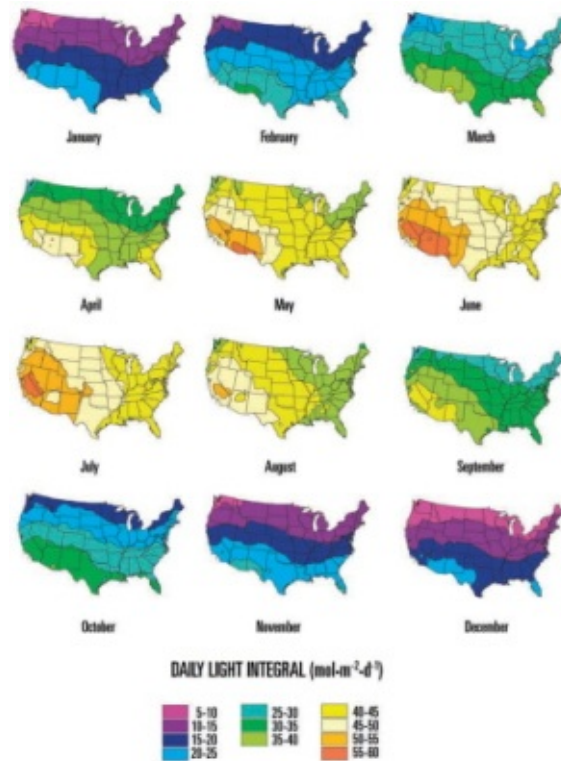 January
February
March
April
May
June
July
August
September
October
November
December
DAILY LIGHT INTEGRAL (mol-m⁻²-d⁻¹)
5-10
10-15
15-20
20-25
25-30
30-35
35-40
40-45
45-50
50-55
55-60